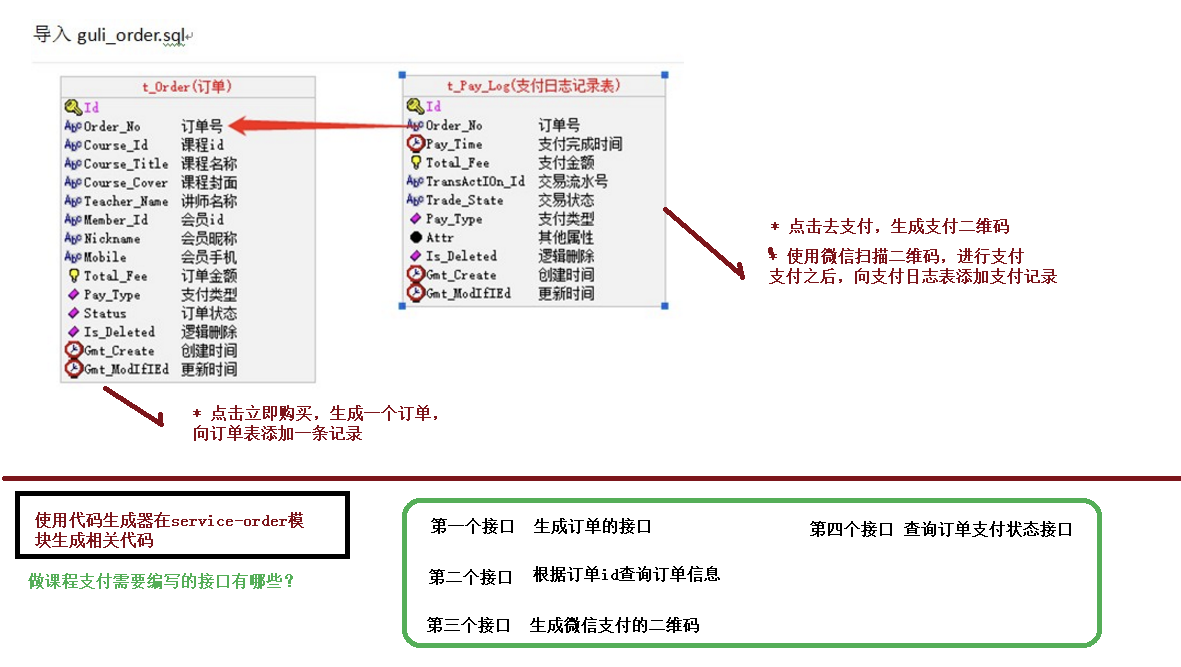 导入 guli_order.sql
t_Order(订单)
Id
Order_No 订单号
Course_Id 课程id
Course_Title 课程名称
Course_Cover 课程封面
Teacher_Name 讲师名称
Member_Id 会员id
Nickname 会员昵称
Mobile 会员手机
Total_Fee 订单金额
Pay_Type 支付类型
Status 订单状态
Is_Deleted 逻辑删除
Gmt_Create 创建时间
Gmt_ModIfIEd 更新时间
t_Pay_Log(支付日志记录表)
Id
Order_No 订单号
Pay_Time 支付完成时间
Total_Fee 支付金额
TransActIOn_Id 交易流水号
Trade_State 交易状态
Pay_Type 支付类型
Attr 其他属性
Is_Deleted 逻辑删除
Gmt_Create 创建时间
Gmt_ModIfIEd 更新时间
* 点击去支付，生成支付二维码
* 使用微信扫描二维码，进行支付
支付之后，向支付日志表添加支付记录
* 点击立即购买，生成一个订单，
向订单表添加一条记录
使用代码生成器在service-order模
块生成相关代码
做课程支付需要编写的接口有哪些？
第一个接口 生成订单的接口
第二个接口 根据订单id查询订单信息
第三个接口 生成微信支付的二维码
第四个接口 查询订单支付状态接口